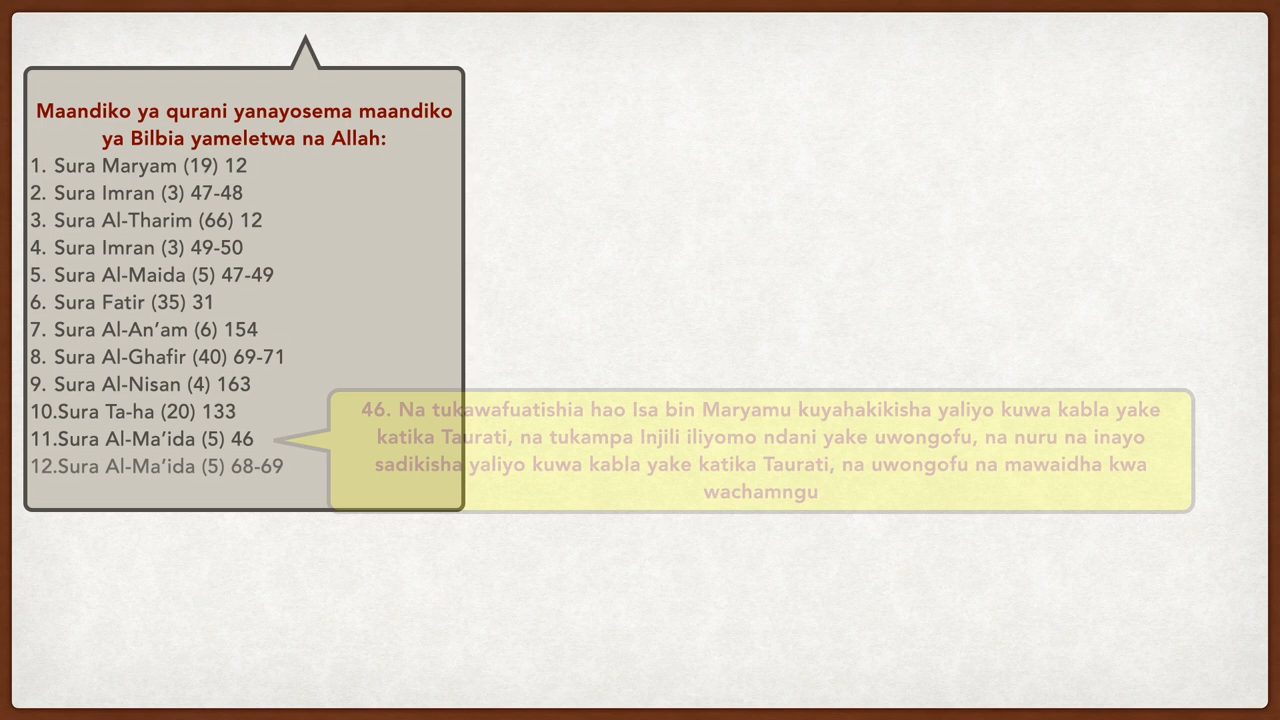 Maandiko ya qurani yanayosema maandiko
ya Bilbia yameletwa na Allah:
1. Sura Maryam (19) 12
2. Sura Imran (3) 47-48
3. Sura Al-Tharim (66) 12
4. Sura Imran (3) 49-50
5. Sura Al-Maida (5) 47-49
6. Sura Fatir (35) 31
7. Sura Al-An’am (6) 154
8. Sura Al-Ghafir (40) 69-71
9. Sura Al-Nisan (4) 163
10.Sura Ta-ha (20) 133
11.Sura Al-Ma’ida (5) 46
12.Sura Al-Ma’ida (5) 68-69
46. Na tukawafuatishia hao Isa bin Maryamu kuyahakikisha yaliyo kuwa kabla yake
katika Taurati, na tukampa Injili iliyomo ndani yake uwongofu, na nuru na inayo
sadikisha yaliyo kuwa kabla yake katika Taurati, na uwongofu na mawaidha kwa
wachamngu